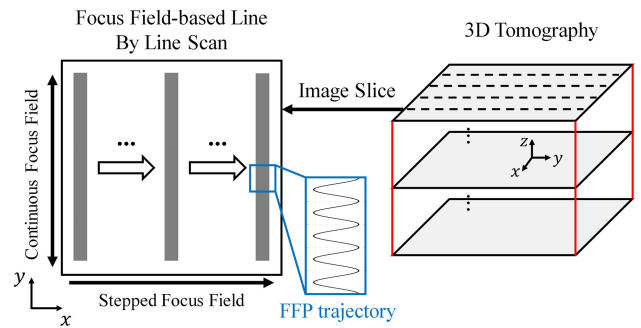 Focus Field-based Line
By Line Scan
3D Tomography
Image Slice
Continuous Focus Field
...
...
z
y
x
y
x
Stepped Focus Field
FFP trajectory